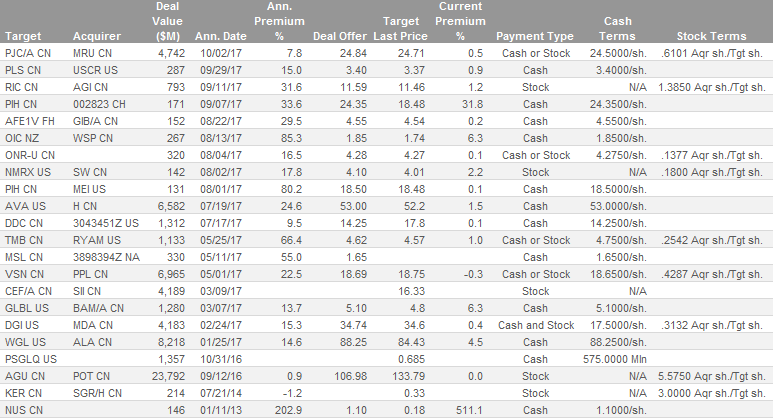 Deal Ann. Current
Value Premium Target Premium Cash
Target Acquirer ($M) Ann. Date % Deal Offer Last Price % Payment Type Terms Stock Terms
PJC/A CN MRU CN 4,742 10/02/17 7.8 24.84 24.71 0.5 Cash or Stock 24.5000/sh. .6101 Aqr sh./Tgt sh.
PLS CN USCR US 287 09/29/17 15.0 3.40 3.37 0.9 Cash 3.4000/sh.
RIC CN AGI CN 793 09/11/17 31.6 11.59 11.46 1.2 Stock N/A 1.3850 Aqr sh./Tgt sh.
PIH CN 002823 CH 171 09/07/17 33.6 24.35 18.48 31.8 Cash 24.3500/sh.
AFE1V FH GIB/A CN 152 08/22/17 29.5 4.55 4.54 0.2 Cash 4.5500/sh.
OIC NZ WSP CN 267 08/13/17 85.3 1.85 1.74 6.3 Cash 1.8500/sh.
ONR-U CN 320 08/04/17 16.5 4.28 4.27 0.1 Cash or Stock 4.2750/sh. .1377 Aqr sh./Tgt sh.
NMRX US SW CN 142 08/02/17 17.8 4.10 4.01 2.2 Stock N/A .1800 Aqr sh./Tgt sh.
PIH CN MEI US 131 08/01/17 80.2 18.50 18.48 0.1 Cash 18.5000/sh.
AVA US H CN 6,582 07/19/17 24.6 53.00 52.2 1.5 Cash 53.0000/sh.
DDC CN 3043451Z US 1,312 07/17/17 9.5 14.25 17.8 0.1 Cash 14.2500/sh.
TMB CN RYAM US 1,133 05/25/17 66.4 4.62 4.57 1.0 Cash or Stock 4.7500/sh. .2542 Aqr sh./Tgt sh.
MSL CN 3898394Z NA 330 05/11/17 55.0 1.65 Cash 1.6500/sh.
VSN CN PPL CN 6,965 05/01/17 22.5 18.69 18.75 -0.3 Cash or Stock 18.6500/sh. .4287 Aqr sh./Tgt sh.
CEF/A CN SII CN 4,189 03/09/17 16.33 Stock N/A
GLBL US BAM/A CN 1,280 03/07/17 13.7 5.10 4.8 6.3 Cash 5.1000/sh.
DGI US MDA CN 4,183 02/24/17 15.3 34.74 34.6 0.4 Cash and Stock 17.5000/sh. .3132 Aqr sh./Tgt sh.
WGL US ALA CN 8,218 01/25/17 14.6 88.25 84.43 4.5 Cash 88.2500/sh.
PSGLQ US 1,357 10/31/16 0.685 Cash 575.0000 Mln
AGU CN POT CN 23,792 09/12/16 0.9 106.98 133.79 0.0 Stock N/A 5.5750 Aqr sh./Tgt sh.
KER CN SGR/H CN 214 07/21/14 -1.2 0.33 Stock N/A 3.0000 Aqr sh./Tgt sh.
NUS CN 146 01/11/13 202.9 1.10 0.18 511.1 Cash 1.1000/sh.